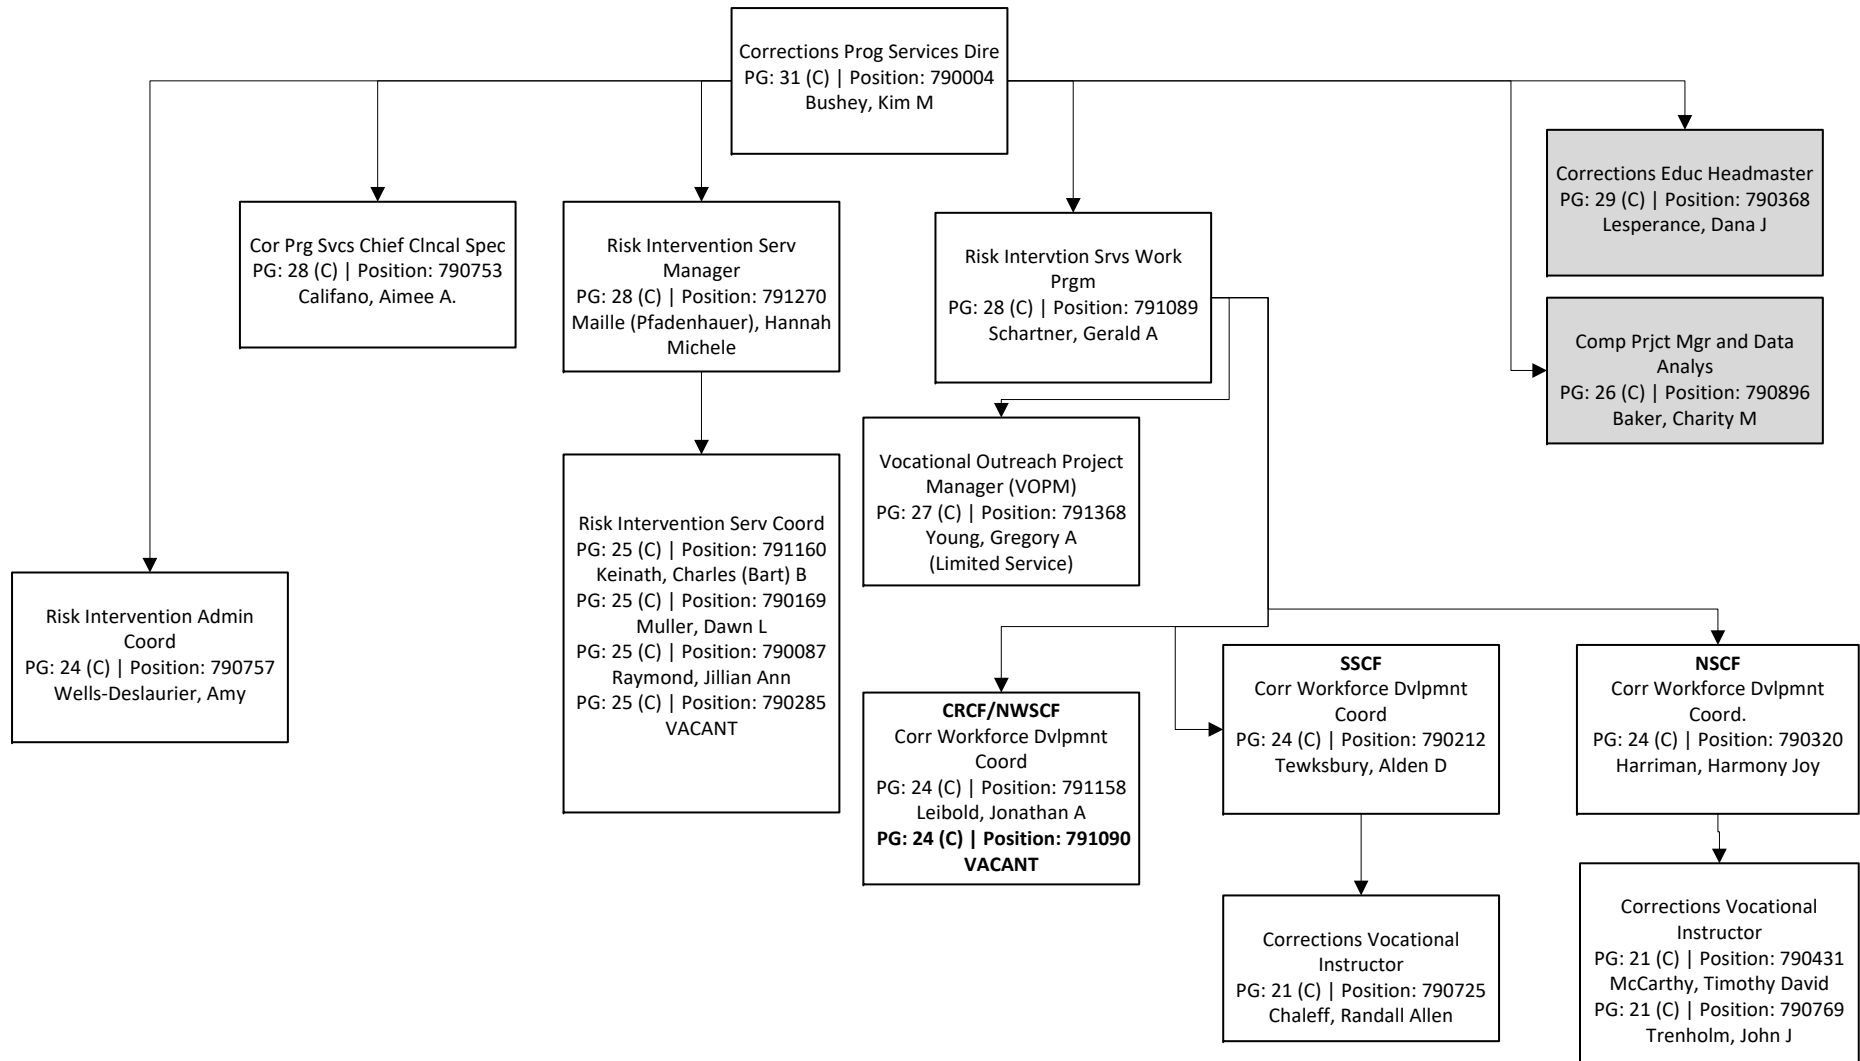 Corrections Prog Services Dire
PG: 31 (C) | Position: 790004
Bushey, Kim M
Corrections Educ Headmaster
PG: 29 (C) | Position: 790368
Lesperance, Dana J
Cor Prg Svcs Chief Clncal Spec
PG: 28 (C) | Position: 790753
Califano, Aimee A.
Risk Intervention Serv
Manager
PG: 28 (C) | Position: 791270
Maille (Pfadenhauer), Hannah
Michele
Risk Intervtion Srvs Work
Prgm
PG: 28 (C) | Position: 791089
Schartner, Gerald A
Comp Prjct Mgr and Data
Analys
PG: 26 (C) | Position: 790896
Baker, Charity M
Vocational Outreach Project
Manager (VOPM)
PG: 27 (C) | Position: 791368
Young, Gregory A
(Limited Service)
Risk Intervention Serv Coord
PG: 25 (C) | Position: 791160
Keinath, Charles (Bart) B
PG: 25 (C) | Position: 790169
Muller, Dawn L
PG: 25 (C) | Position: 790087
Raymond, Jillian Ann
PG: 25 (C) | Position: 790285
VACANT
Risk Intervention Admin
Coord
PG: 24 (C) | Position: 790757
Wells-Deslaurier, Amy
CRCF/NWSCF
Corr Workforce Dvlpmnt
Coord
PG: 24 (C) | Position: 791158
Leibold, Jonathan A
PG: 24 (C) | Position: 791090
VACANT
SSCF
Corr Workforce Dvlpmnt
Coord
PG: 24 (C) | Position: 790212
Tewksbury, Alden D
NSCF
Corr Workforce Dvlpmnt
Coord.
PG: 24 (C) | Position: 790320
Harriman, Harmony Joy
Corrections Vocational
Instructor
PG: 21 (C) | Position: 790725
Chaleff, Randall Allen
Corrections Vocational
Instructor
PG: 21 (C) | Position: 790431
McCarthy, Timothy David
PG: 21 (C) | Position: 790769
Trenholm, John J